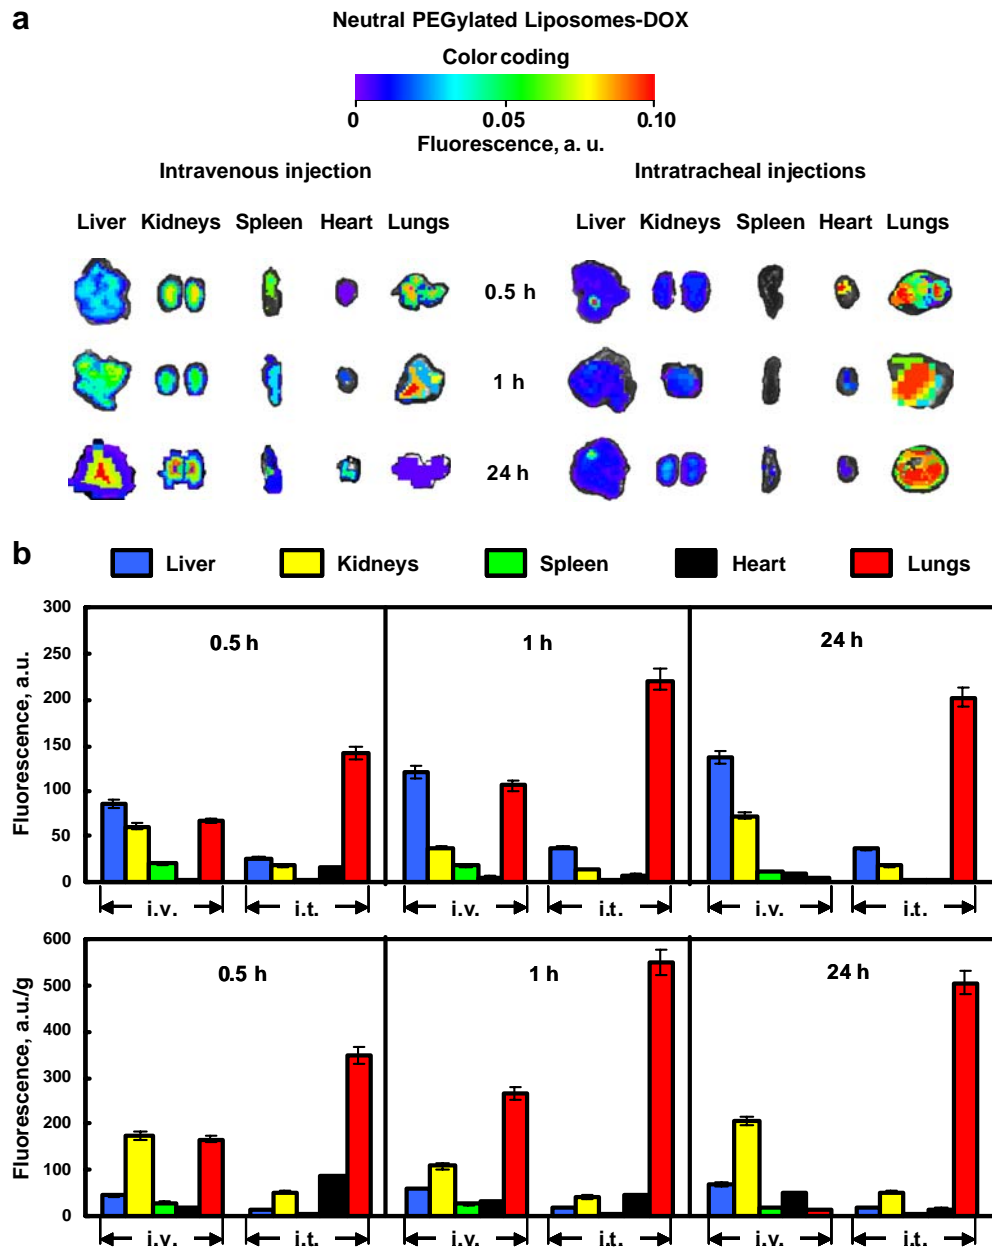 a
Neutral PEGylated Liposomes-DOX
Color coding
0 0.05 0.10
Fluorescence, a. u.
Intravenous injection Intratracheal injections
Liver Kidneys Spleen Heart Lungs Liver Kidneys Spleen Heart Lungs
0.5 h
1 h
24 h
b
Liver Kidneys Spleen Heart Lungs
300
250
200
150
100
50
0
Fluorescence, a.u.
0.5 h 1 h 24 h
i.v. i.t. i.v. i.t. i.v. i.t.
600
500
400
300
200
100
0
Fluorescence, a.u./g
0.5 h 1 h 24 h
i.v. i.t. i.v. i.t. i.v. i.t.